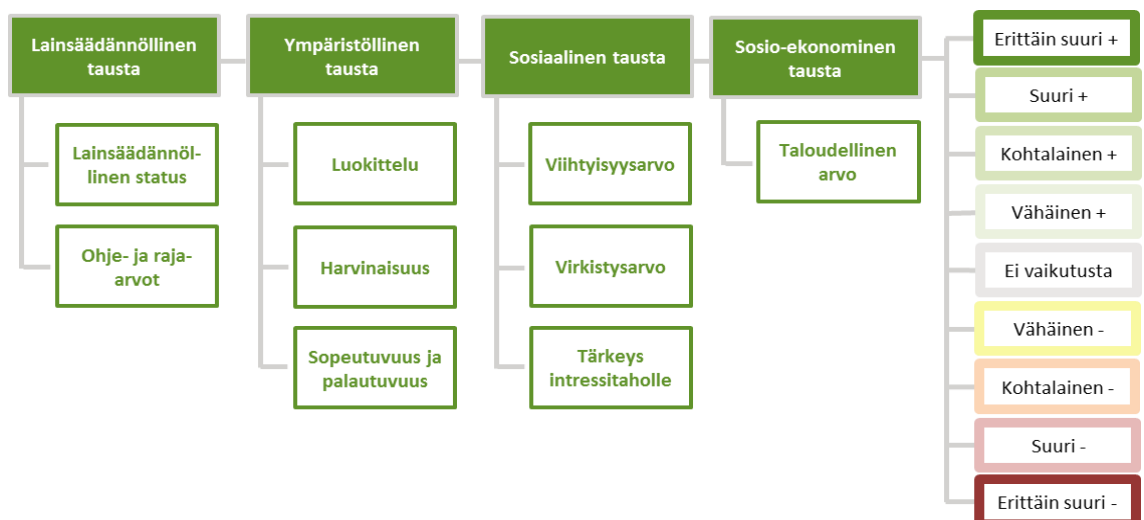 Lainsäädännöllinen
tausta
Lainsäädännöl-
linen status
Ohje- ja raja-
arvot
Ympäristöllinen
tausta
Luokittelu
Harvinaisuus
Sopeutuvuus ja
palautuvuus
Sosiaalinen tausta
Viihtyisyysarvo
Virkistysarvo
Tärkeys
intressitaholle
Sosio-ekonominen
tausta
Taloudellinen
arvo
Erittäin suuri +
Suuri +
Kohtalainen +
Vähäinen +
Ei vaikutusta
Vähäinen -
Kohtalainen -
Suuri -
Erittäin suuri -